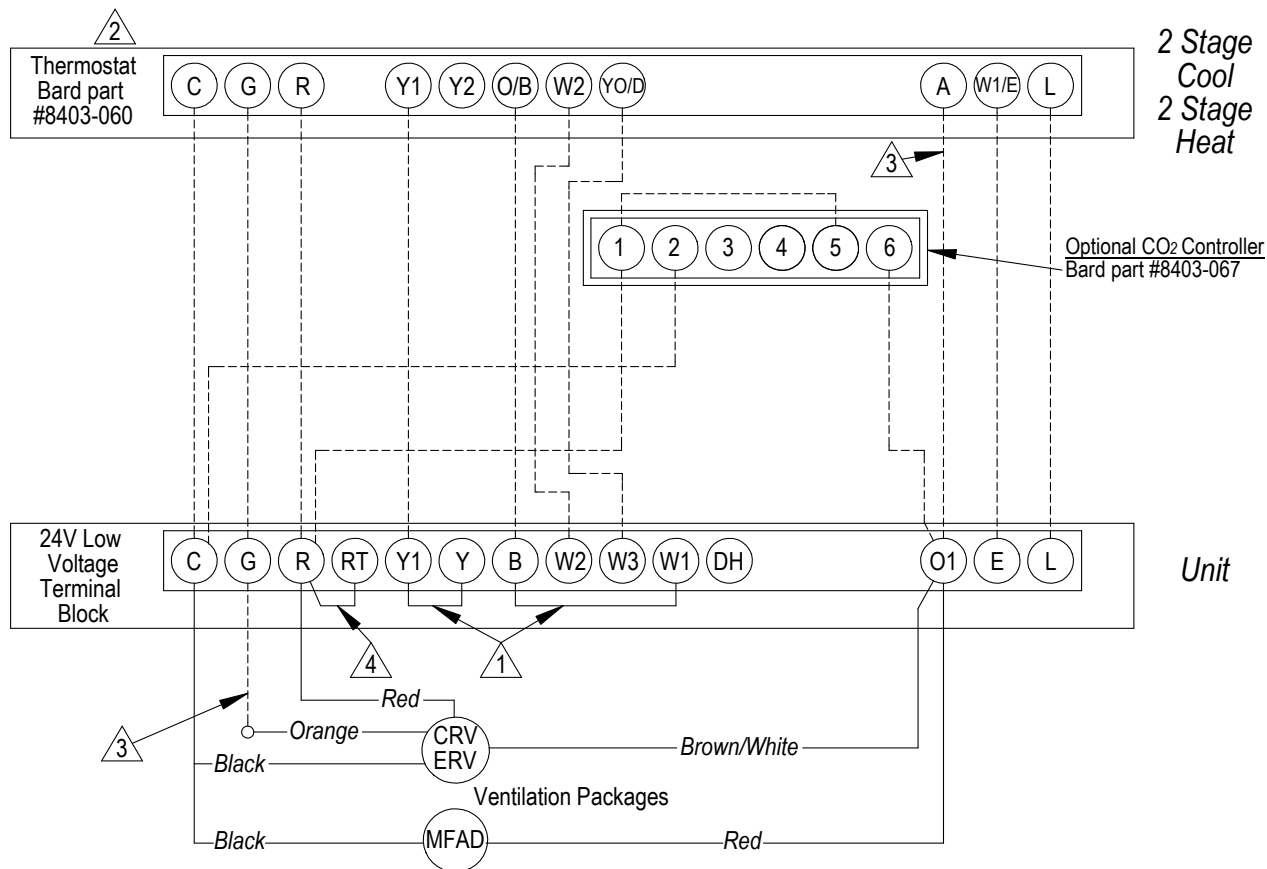 2
Thermostat
Bard part
#8403-060
C G R Y1 Y2 O/B W2 YO/D A W1/E L
2 Stage
Cool
2 Stage
Heat
3
1 2 3 4 5 6
Optional CO2 Controller
Bard part #8403-067
24V Low
Voltage
Terminal
Block
C G R RT Y1 Y B W2 W3 W1 DH O1 E L
Unit
4 1
Red
3
Orange
CRV
ERV
Brown/White
Black
Ventilation Packages
Black MFAD Red